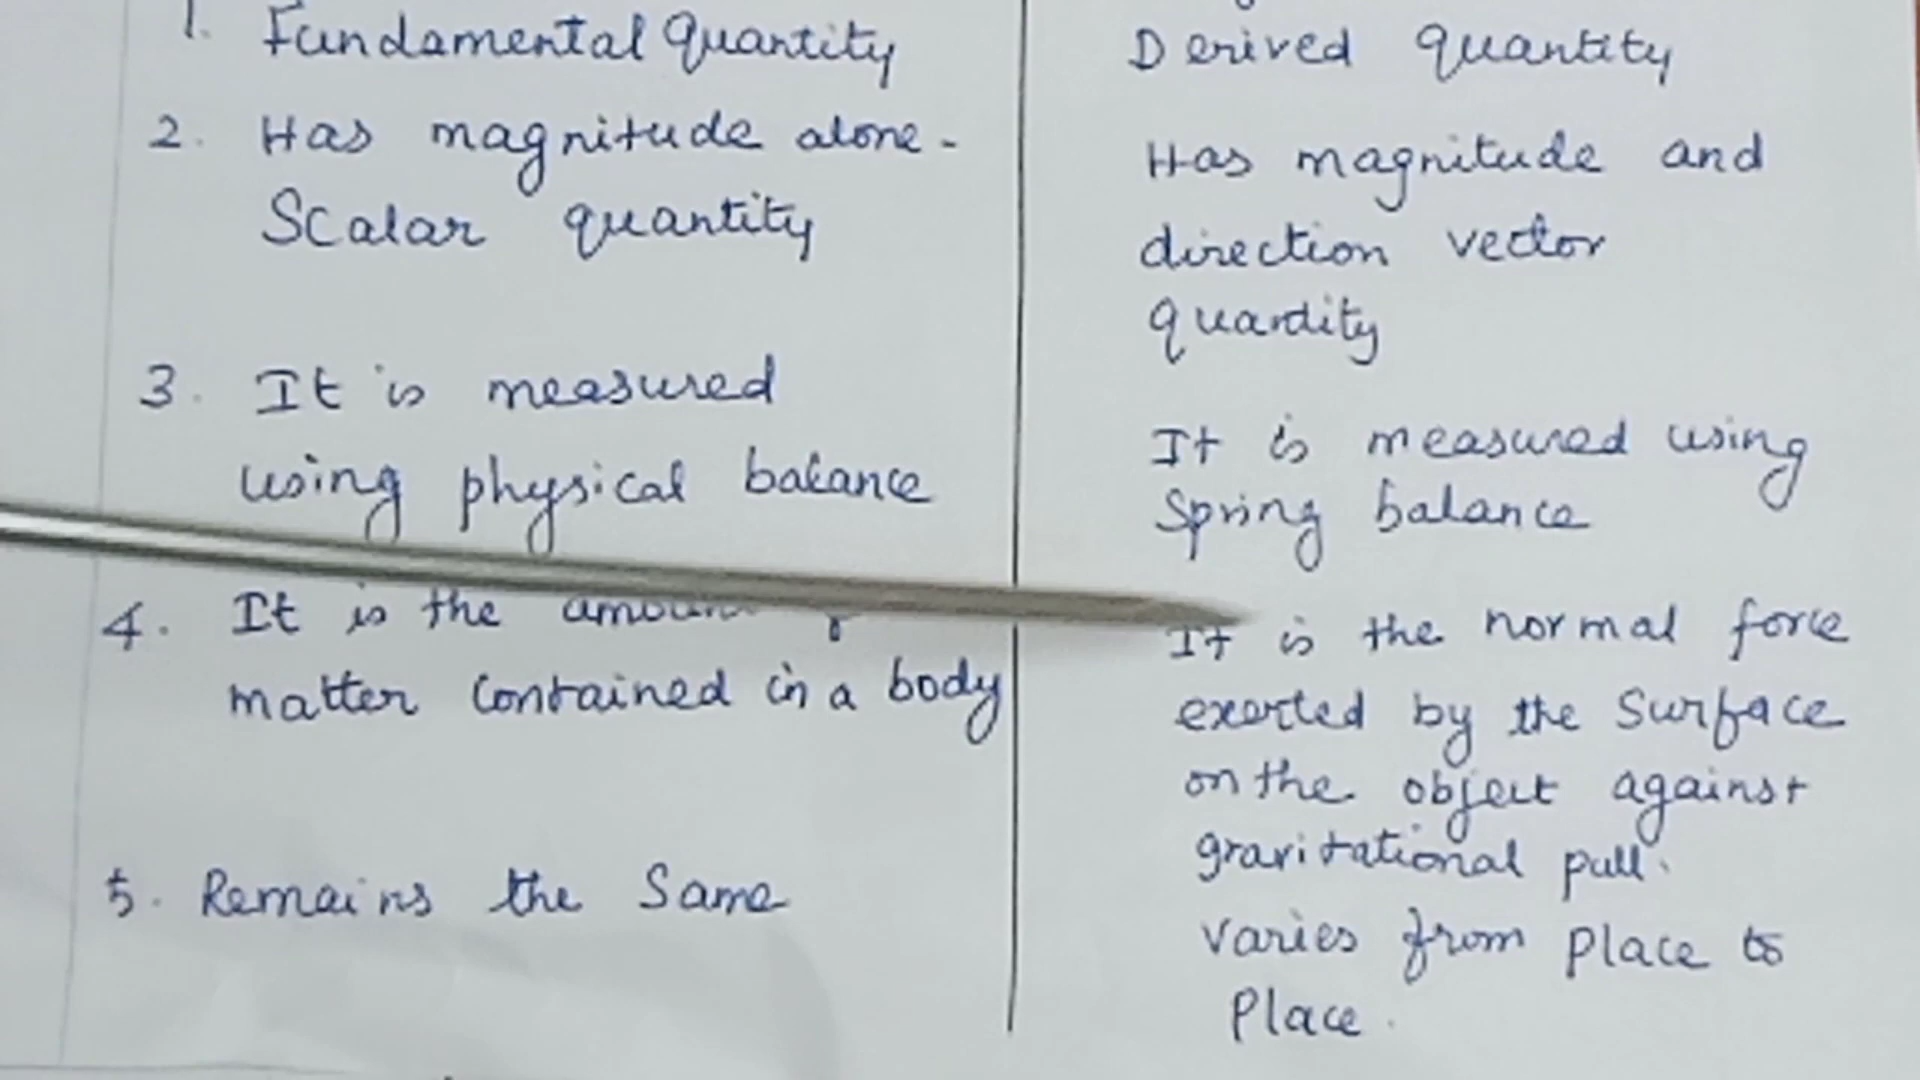 1. Fundamental Quantity
2. Has magnitude alone -
Scalar quantity
3. It is measured
using physical balance
4. It is the
matter contained in a body
5. Remains the Same
Derived quantity
Has magnitude and
direction vector
quantity
It is measured using
Spring balance
It is the normal force
exerted by the Surface
on the object against
gravitational pull.
varies from place to
Place.